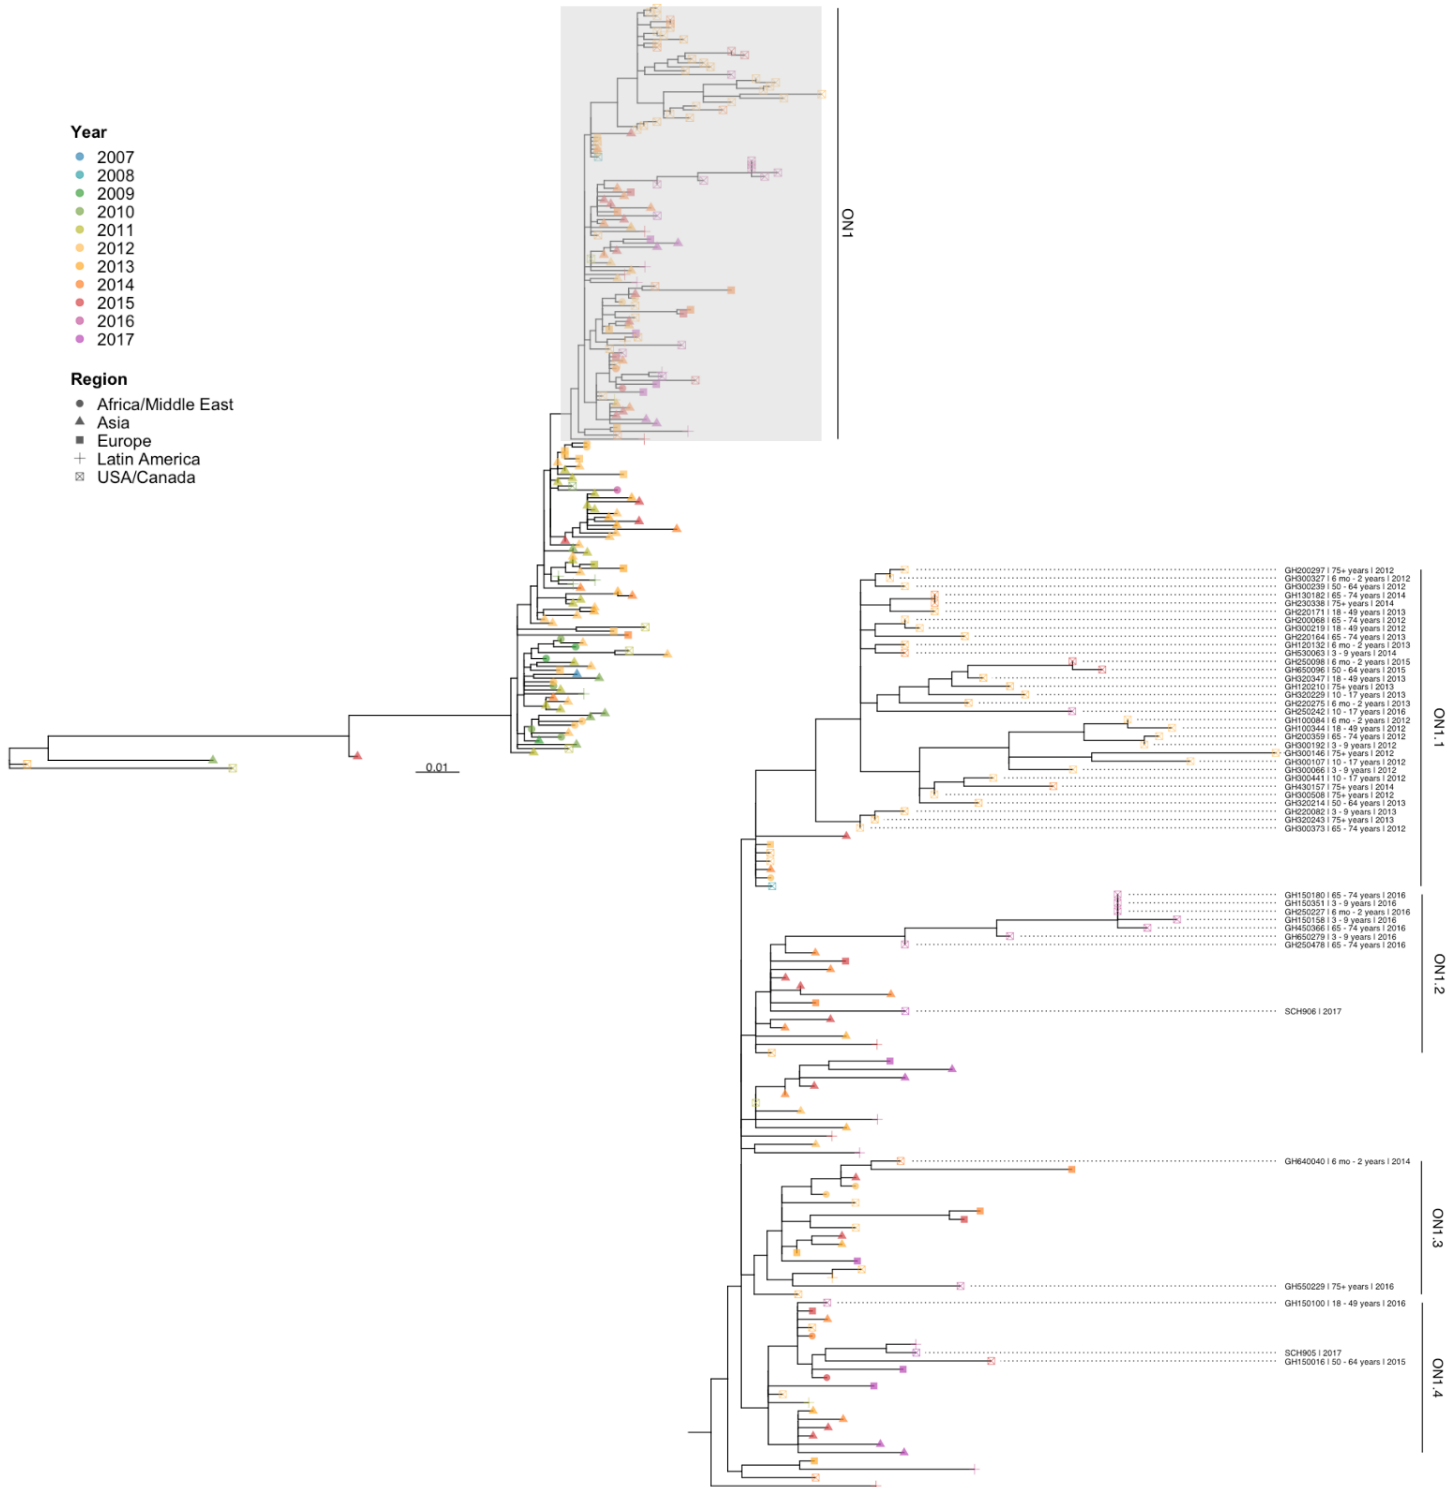 Year
2007
2008
2009
2010
2011
2012
2013
2014
2015
2016
2017
Region
Africa/Middle East
Asia
Europe
Latin America
USA/Canada
ON1
0.01
GH200297 | 75+ years | 2012
GH300327 | 6 mo - 2 years | 2012
GH300239 | 50 - 64 years | 2012
GH130182 | 65 - 74 years | 2014
GH230338 | 75+ years | 2014
GH220171 | 18 - 49 years | 2013
GH200068 | 65 - 74 years | 2012
GH300219 | 18 - 49 years | 2012
GH220164 | 65 - 74 years | 2013
GH120132 | 6 mo - 2 years | 2013
GH530063 | 3 - 9 years | 2014
GH250098 | 6 mo - 2 years | 2015
GH650096 | 50 - 64 years | 2015
GH320347 | 18 - 49 years | 2013
GH120210 | 75+ years | 2013
GH320229 | 10 - 17 years | 2013
GH220275 | 6 mo - 2 years | 2013
GH250242 | 10 - 17 years | 2016
GH100084 | 6 mo - 2 years | 2012
GH100344 | 18 - 49 years | 2012
GH200359 | 65 - 74 years | 2012
GH300192 | 3 - 9 years | 2012
GH300146 | 75+ years | 2012
GH300107 | 10 - 17 years | 2012
GH300066 | 3 - 9 years | 2012
GH300441 | 10 - 17 years | 2012
GH430157 | 75+ years | 2014
GH300508 | 75+ years | 2012
GH320214 | 50 - 64 years | 2013
GH220082 | 3 - 9 years | 2013
GH320243 | 75+ years | 2013
GH300373 | 65 - 74 years | 2012
ON1.1
GH150180 | 65 - 74 years | 2016
GH150351 | 3 - 9 years | 2016
GH250227 | 6 mo - 2 years | 2016
GH150158 | 3 - 9 years | 2016
GH450366 | 65 - 74 years | 2016
GH650279 | 3 - 9 years | 2016
GH250478 | 65 - 74 years | 2016
SCH906 | 2017
ON1.2
GH640040 | 6 mo - 2 years | 2014
GH550229 | 75+ years | 2016
ON1.3
GH150100 | 18 - 49 years | 2016
SCH905 | 2017
GH150016 | 50 - 64 years | 2015
ON1.4